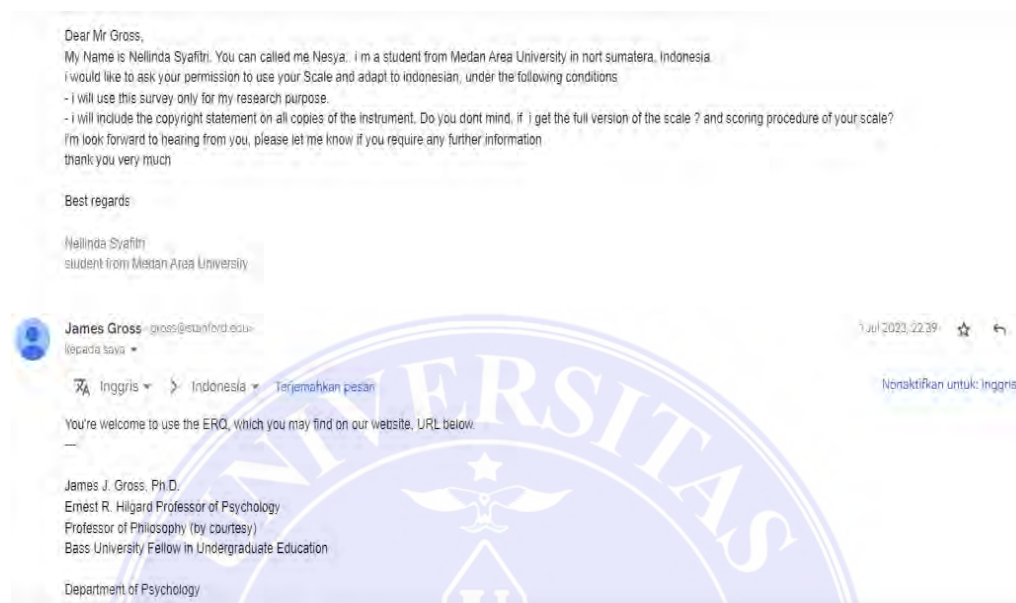 Dear Mr Gross,
My Name is Nellinda Syafitri. You can called me Nesya. i m a student from Medan Area University in nort sumatera, Indonesia
i would like to ask your permission to use your Scale and adapt to indonesian, under the following conditions
- i will use this survey only for my research purpose.
- i will include the copyright statement on all copies of the instrument. Do you dont mind, if i get the full version of the scale ? and scoring procedure of your scale?
I'm look forward to hearing from you, please let me know if you require any further information
thank you very much
Best regards
Nellinda Syafitri
student from Medan Area University
James Gross <gross@stanford.edu>
kepada saya
Jul 2023, 22.39
Inggris > Indonesia Terjemahkan pesan
Nonaktifkan untuk: Inggris
You're welcome to use the ERQ, which you may find on our website, URL below.
—
James J. Gross, Ph.D.
Ernest R. Hilgard Professor of Psychology
Professor of Philosophy (by courtesy)
Bass University Fellow in Undergraduate Education
Department of Psychology
UNIVERSITAS